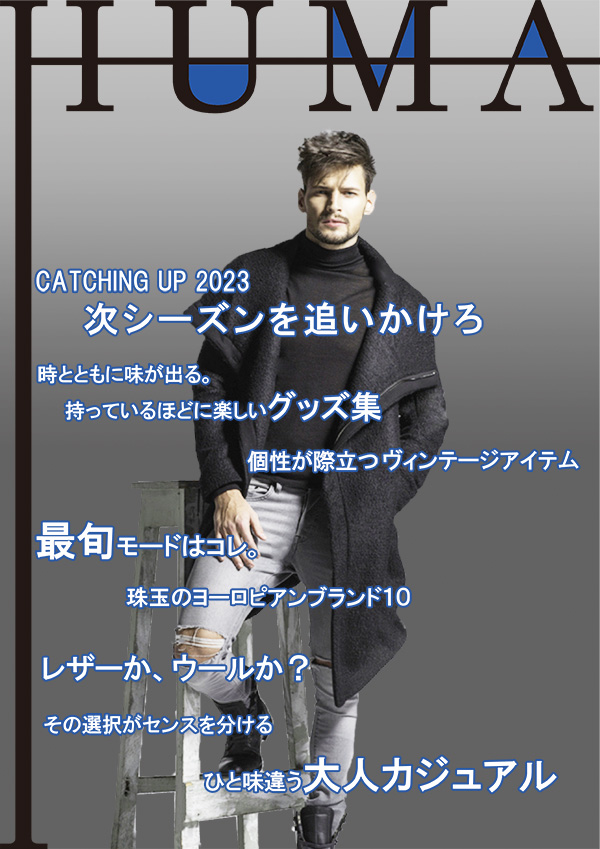 HUMA
CATCHING UP 2023
次シーズンを追いかけろ
時とともに味が出る。
持っているほどに楽しいグッズ集
個性が際立つヴィンテージアイテム
最旬モードはコレ。
珠玉のヨーロピアンブランド10
レザーか、ウールか？
その選択がセンスを分ける
ひと味違う大人カジュアル